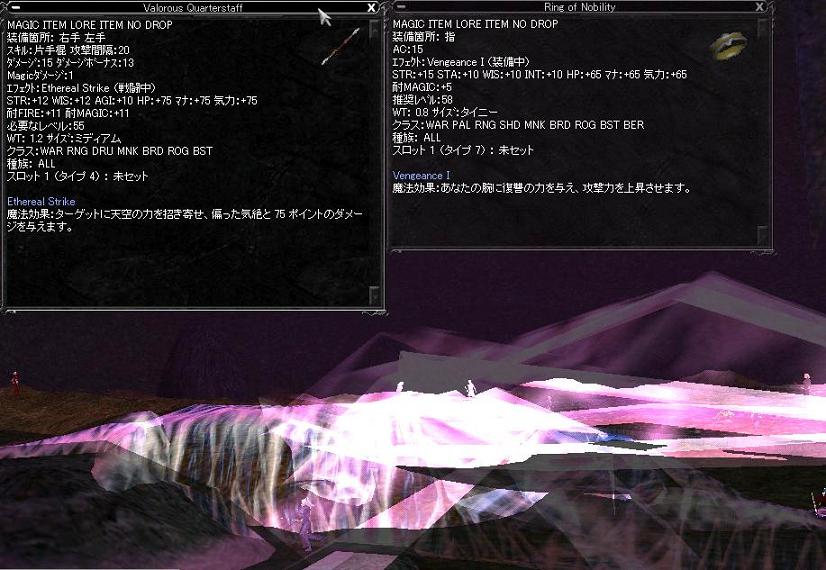 Valorous Quarterstaff
MAGIC ITEM LORE ITEM NO DROP
装備箇所: 右手 左手
スキル:片手棍 攻撃間隔:20
ダメージ:15 ダメージボーナス:13
Magicダメージ:1
エフェクト:Ethereal Strike (戦闘中)
STR:+12 WIS:+12 AGI:+10 HP:+75 マナ:+75 気力:+75
耐FIRE:+11 耐MAGIC:+11
必要なレベル:55
WT: 1.2 サイズ:ミディアム
クラス:WAR RNG DRU MNK BRD ROG BST
種族: ALL
スロット 1 (タイプ 4) : 未セット
Ethereal Strike
魔法効果:ターゲットに天空の力を招き寄せ、偏った気絶と 75 ポイントのダメー
ジを与えます。
Ring of Nobility
MAGIC ITEM LORE ITEM NO DROP
装備箇所: 指
AC:15
エフェクト:Vengeance I (装備中)
STR:+15 STA:+10 WIS:+10 INT:+10 HP:+65 マナ:+65 気力:+65
耐MAGIC:+5
推奨レベル:58
WT: 0.8 サイズ:タイニー
クラス:WAR PAL RNG SHD MNK BRD ROG BST BER
種族: ALL
スロット 1 (タイプ 7) : 未セット
Vengeance I
魔法効果:あなたの腕に復讐の力を与え、攻撃力を上昇させます。